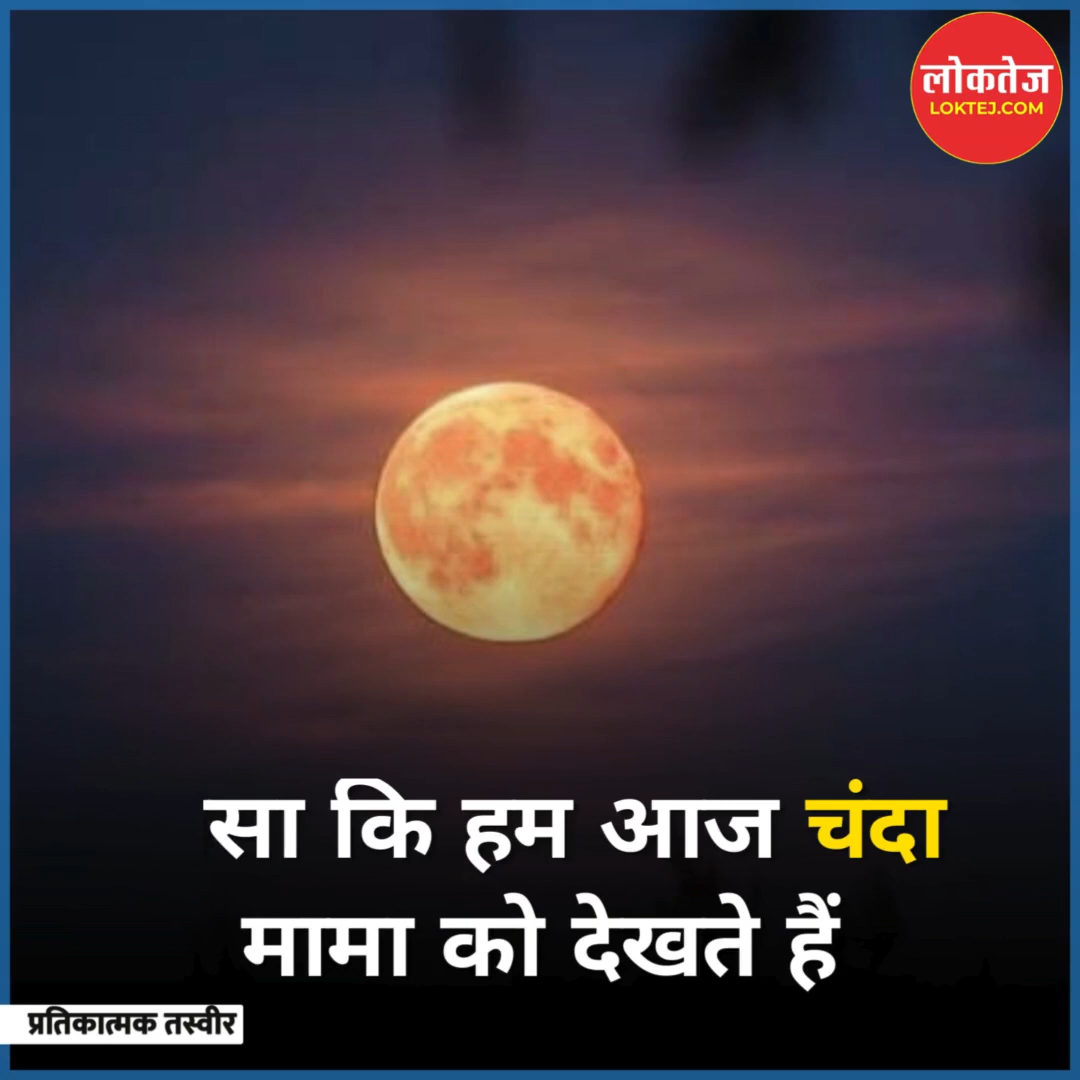 लोकतेज
LOKTEJ.COM
सा कि हम आज चंदा
मामा को देखते हैं
प्रतिकात्मक तस्वीर